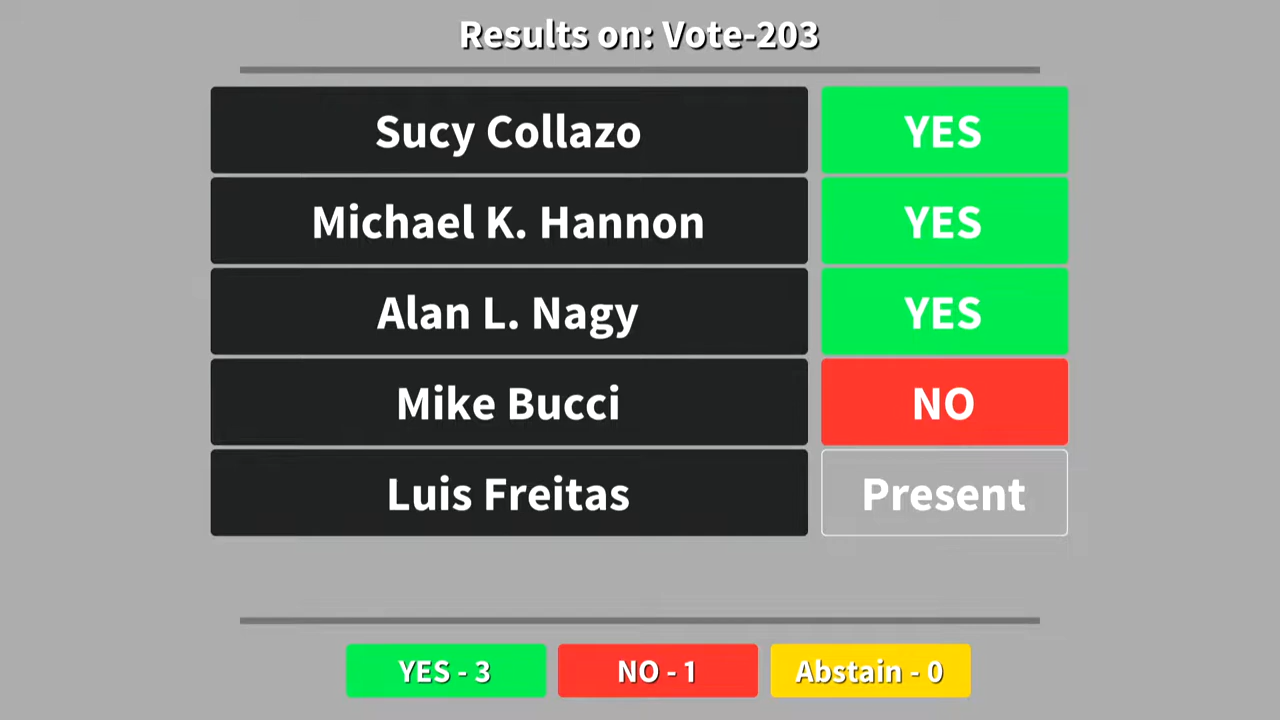 Results on: Vote-203
Sucy Collazo YES
Michael K. Hannon YES
Alan L. Nagy YES
Mike Bucci NO
Luis Freitas Present
YES - 3 NO - 1 Abstain - 0